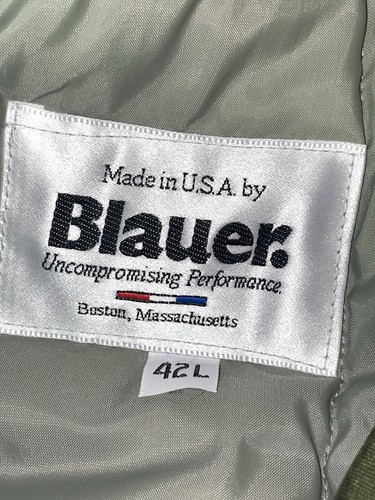 Made in U.S.A. by
Blauer.
Uncompromising Performance.
Boston, Massachusetts
42L